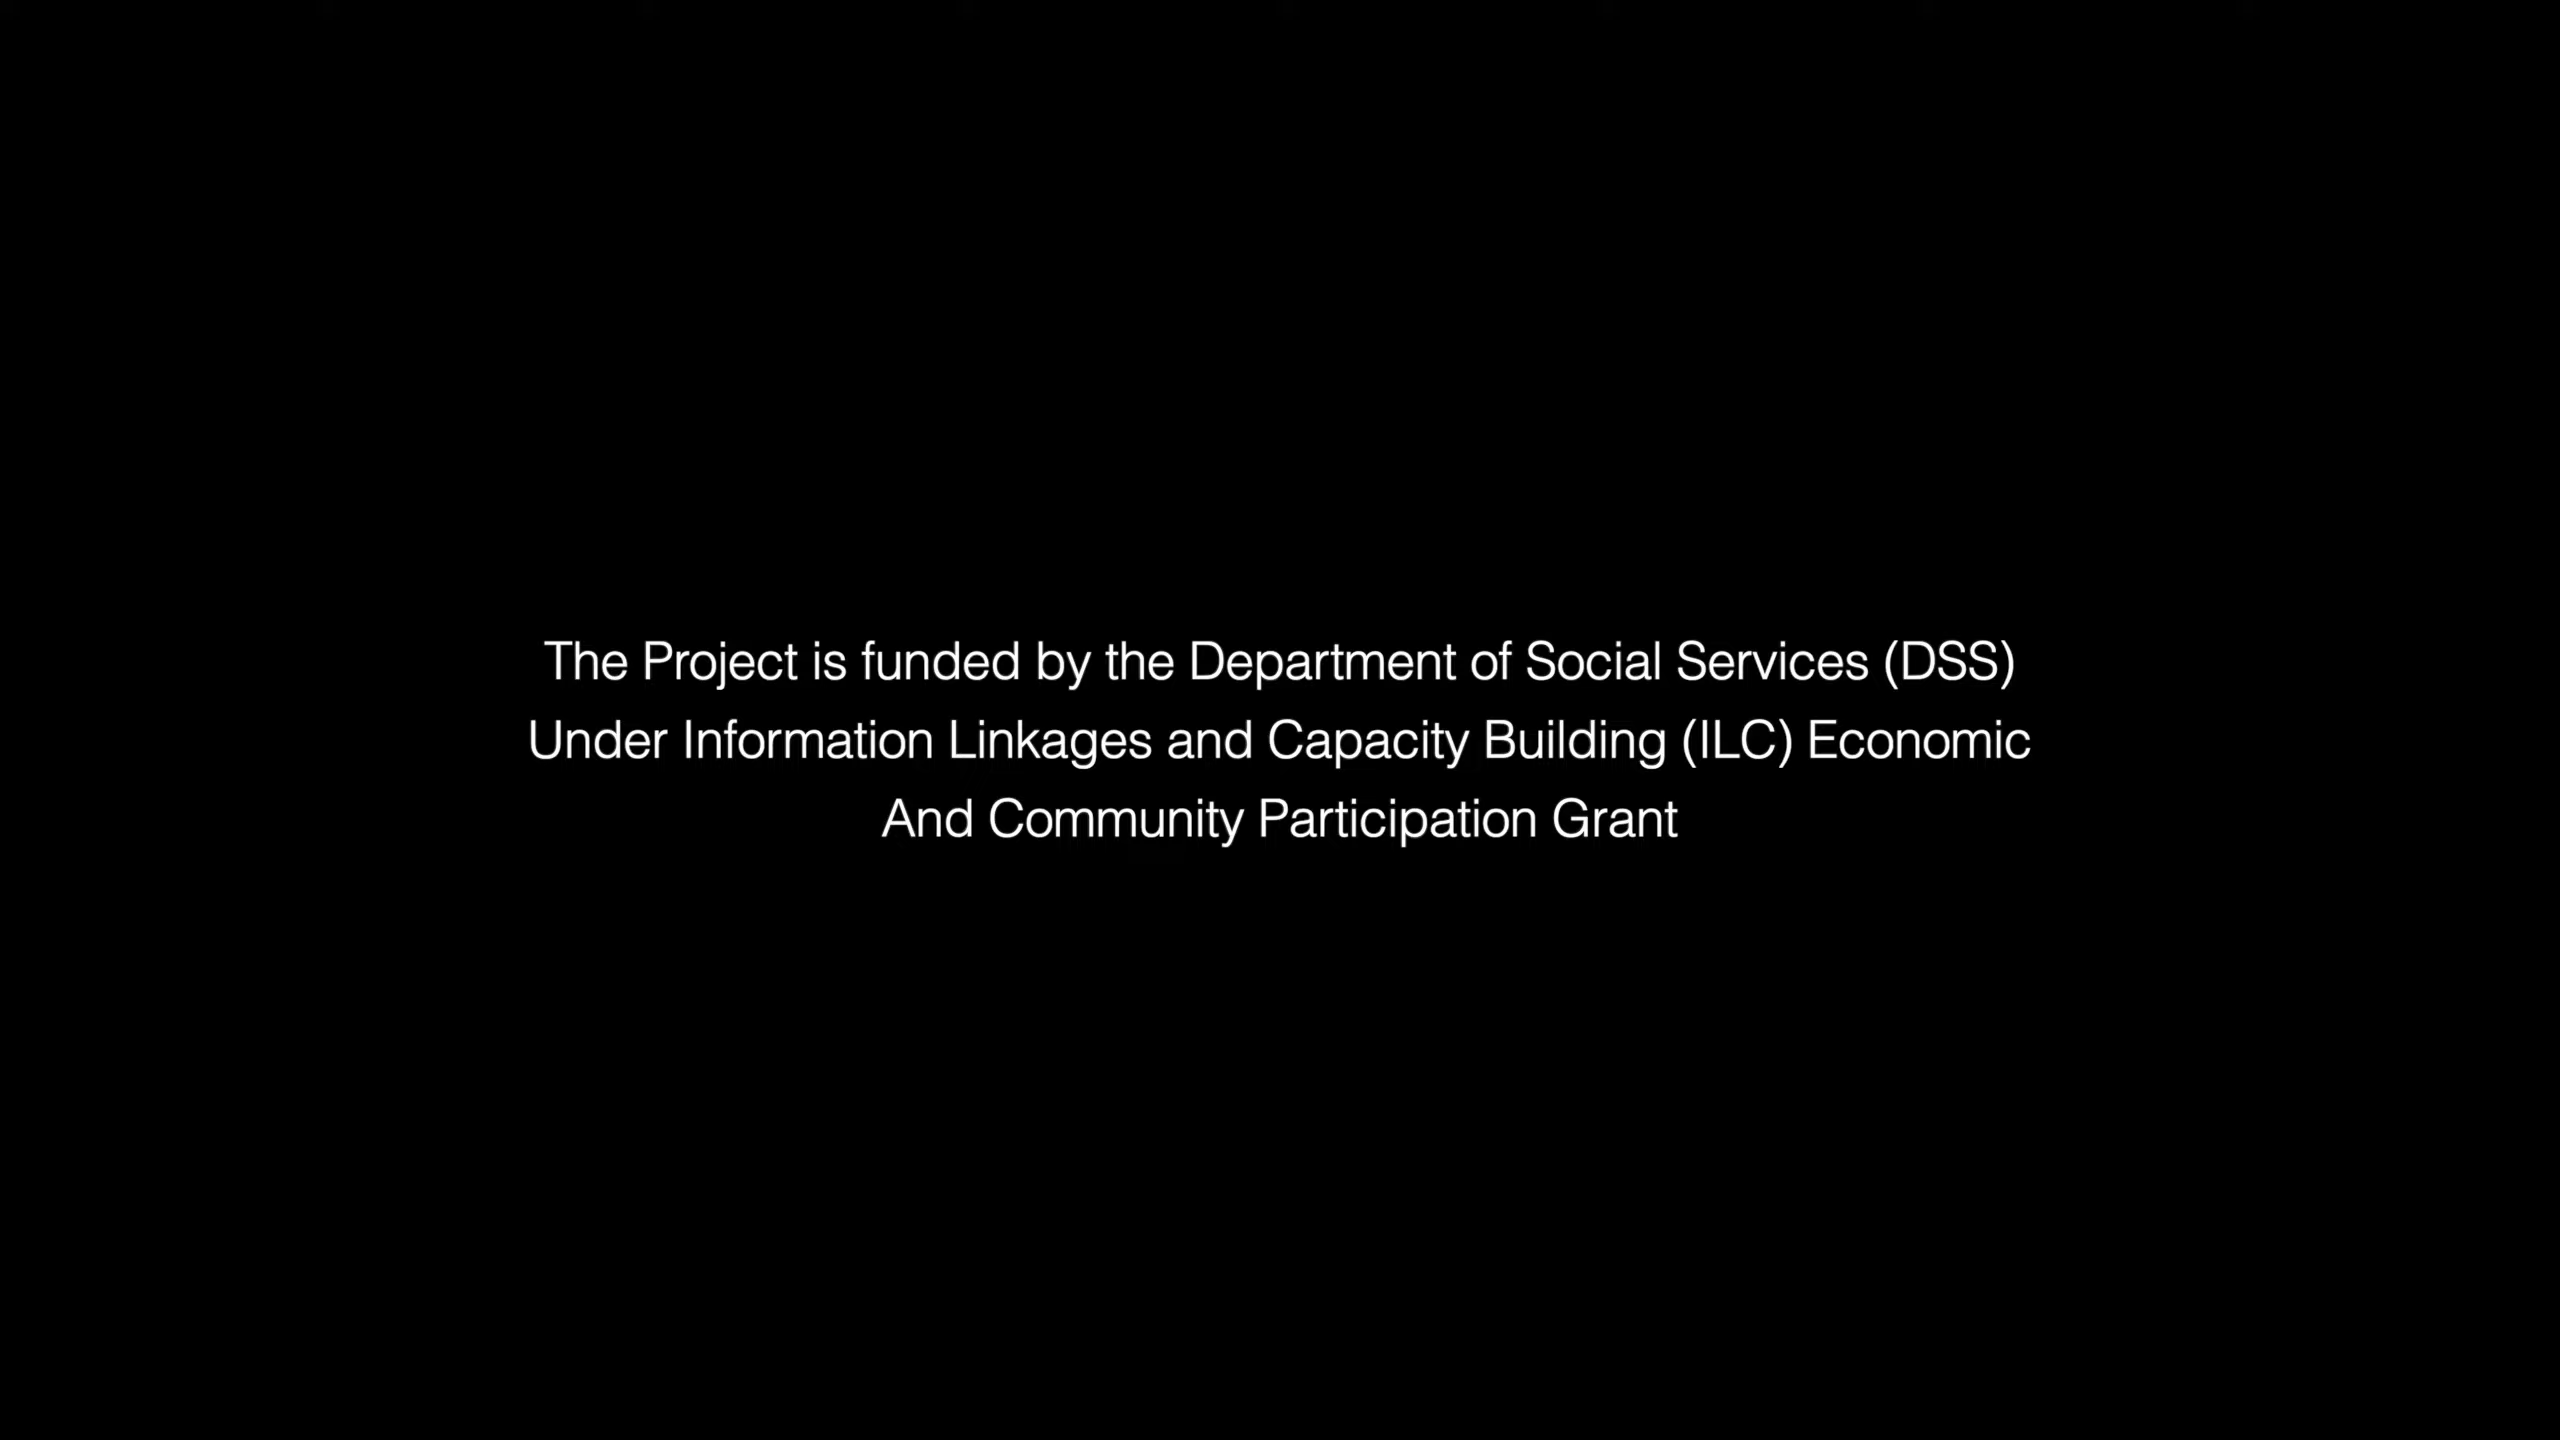 The Project is funded by the Department of Social Services (DSS)
Under Information Linkages and Capacity Building (ILC) Economic
And Community Participation Grant